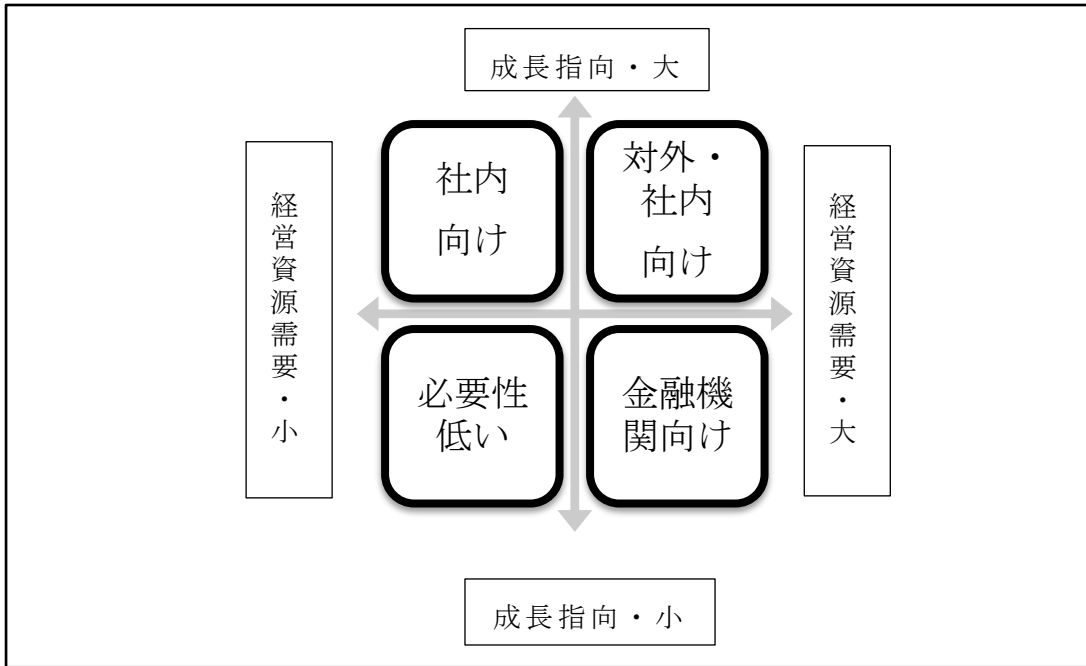 成長指向・大
社内
向け
対外・
社内
向け
経営資源需要・小
経営資源需要・大
必要性
低い
金融機
関向け
成長指向・小